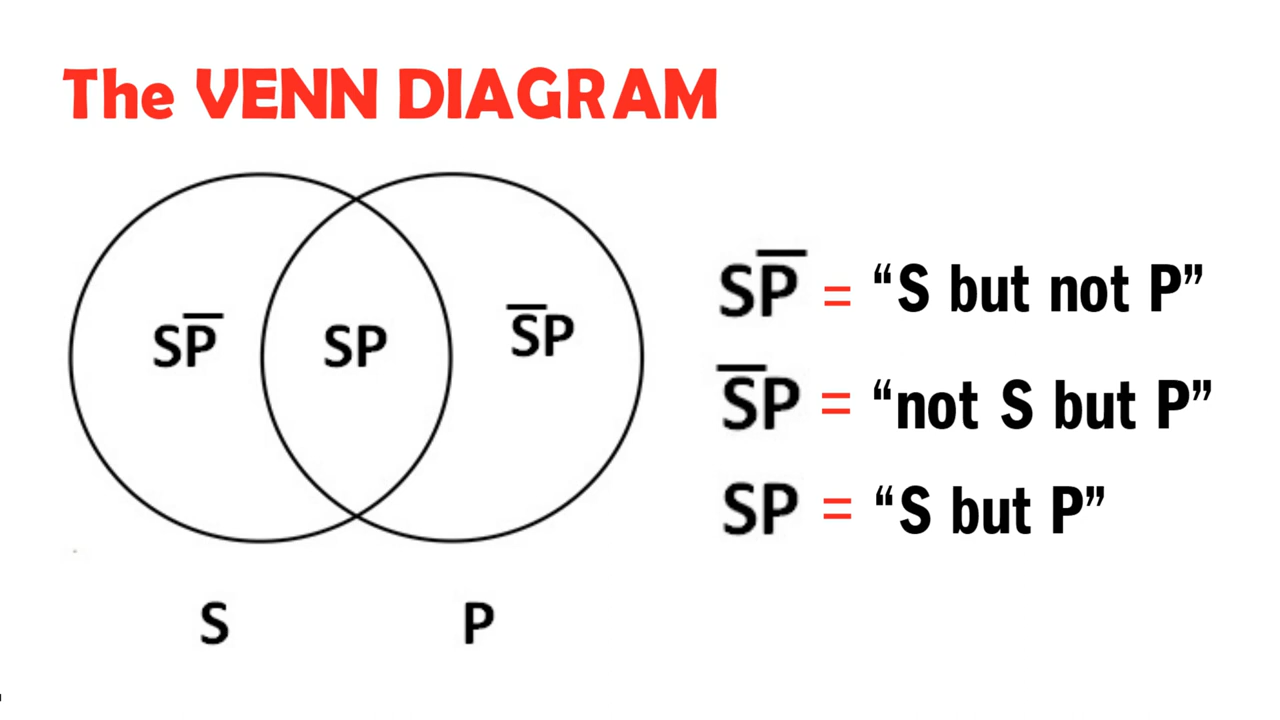 The VENN DIAGRAM
SP̅
SP
S̅P
S
P
SP̅ = “S but not P”
S̅P = “not S but P”
SP = “S but P”